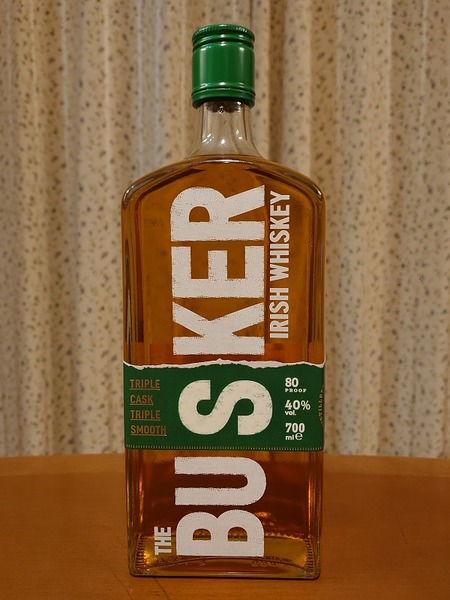 THE
BUSKER
IRISH WHISKEY
TRIPLE
CASK
TRIPLE
SMOOTH
80
PROOF
40%
vol.
700
ml e